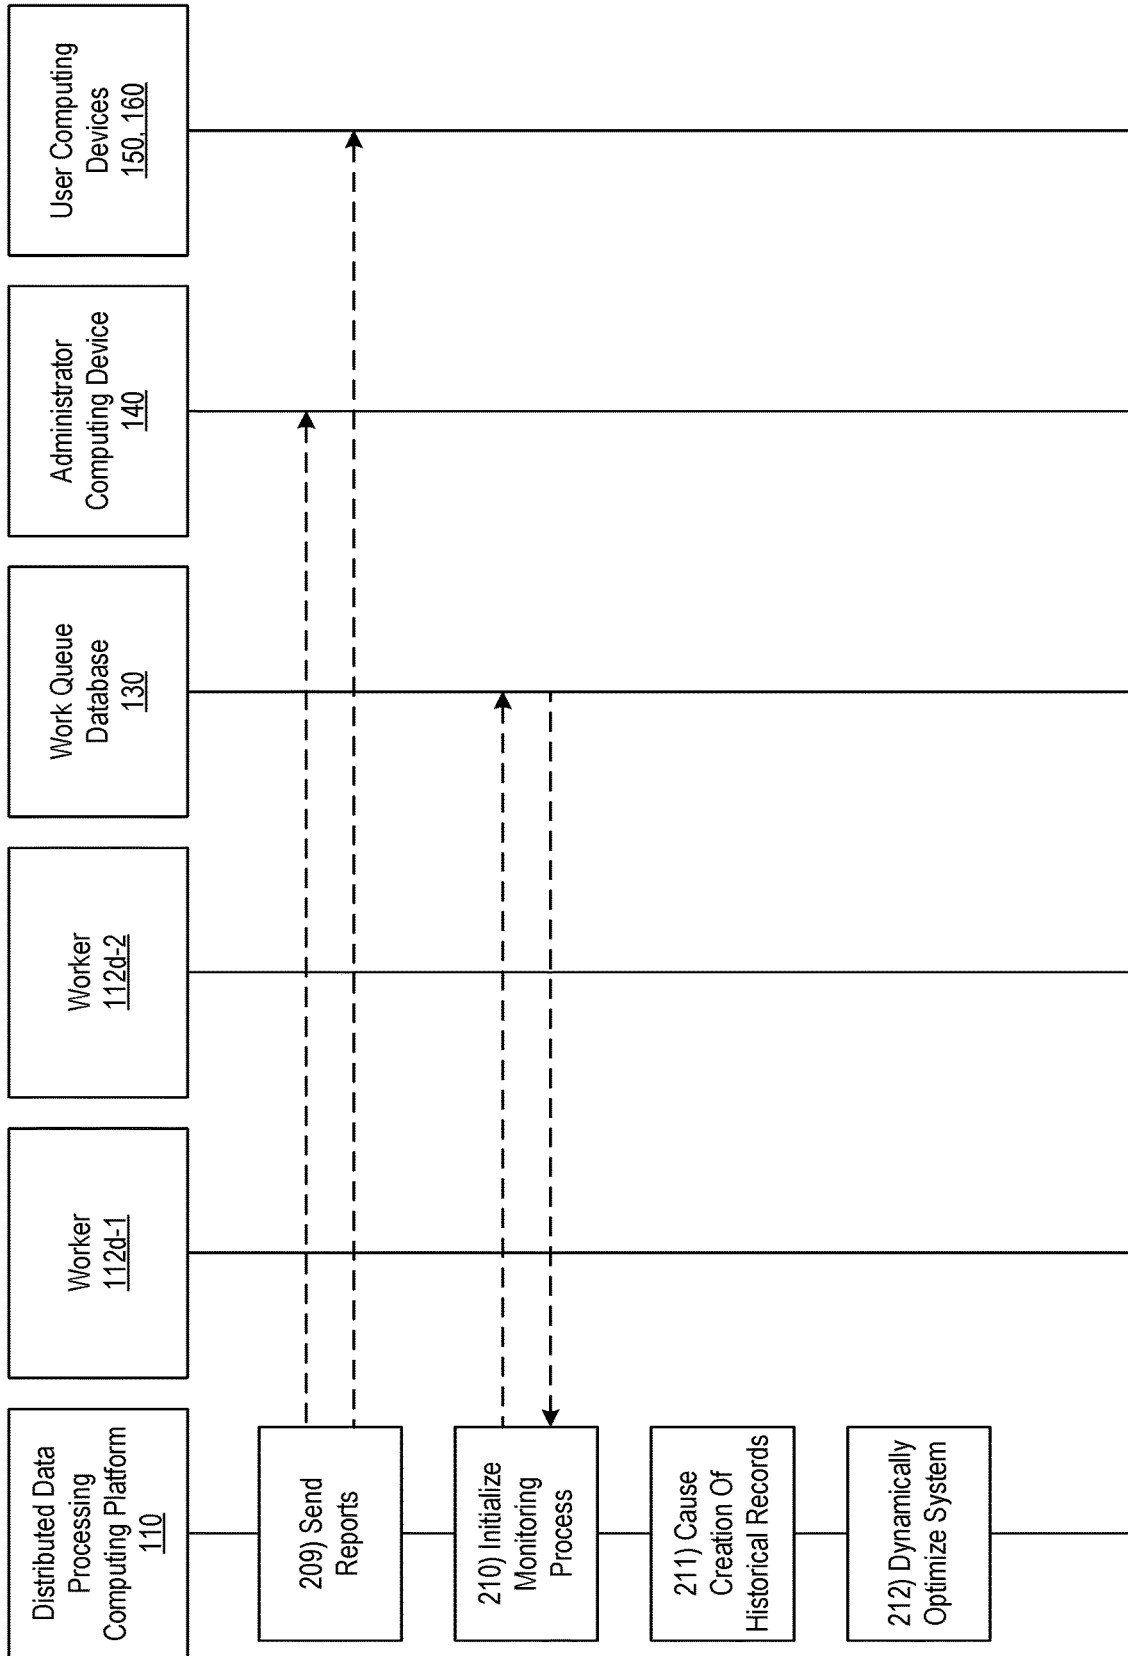 Distributed Data
Processing
Computing Platform
110
Worker
112d-1
Worker
112d-2
Work Queue
Database
130
Administrator
Computing Device
140
User Computing
Devices
150, 160
209) Send
Reports
210) Initialize
Monitoring
Process
211) Cause
Creation Of
Historical Records
212) Dynamically
Optimize System